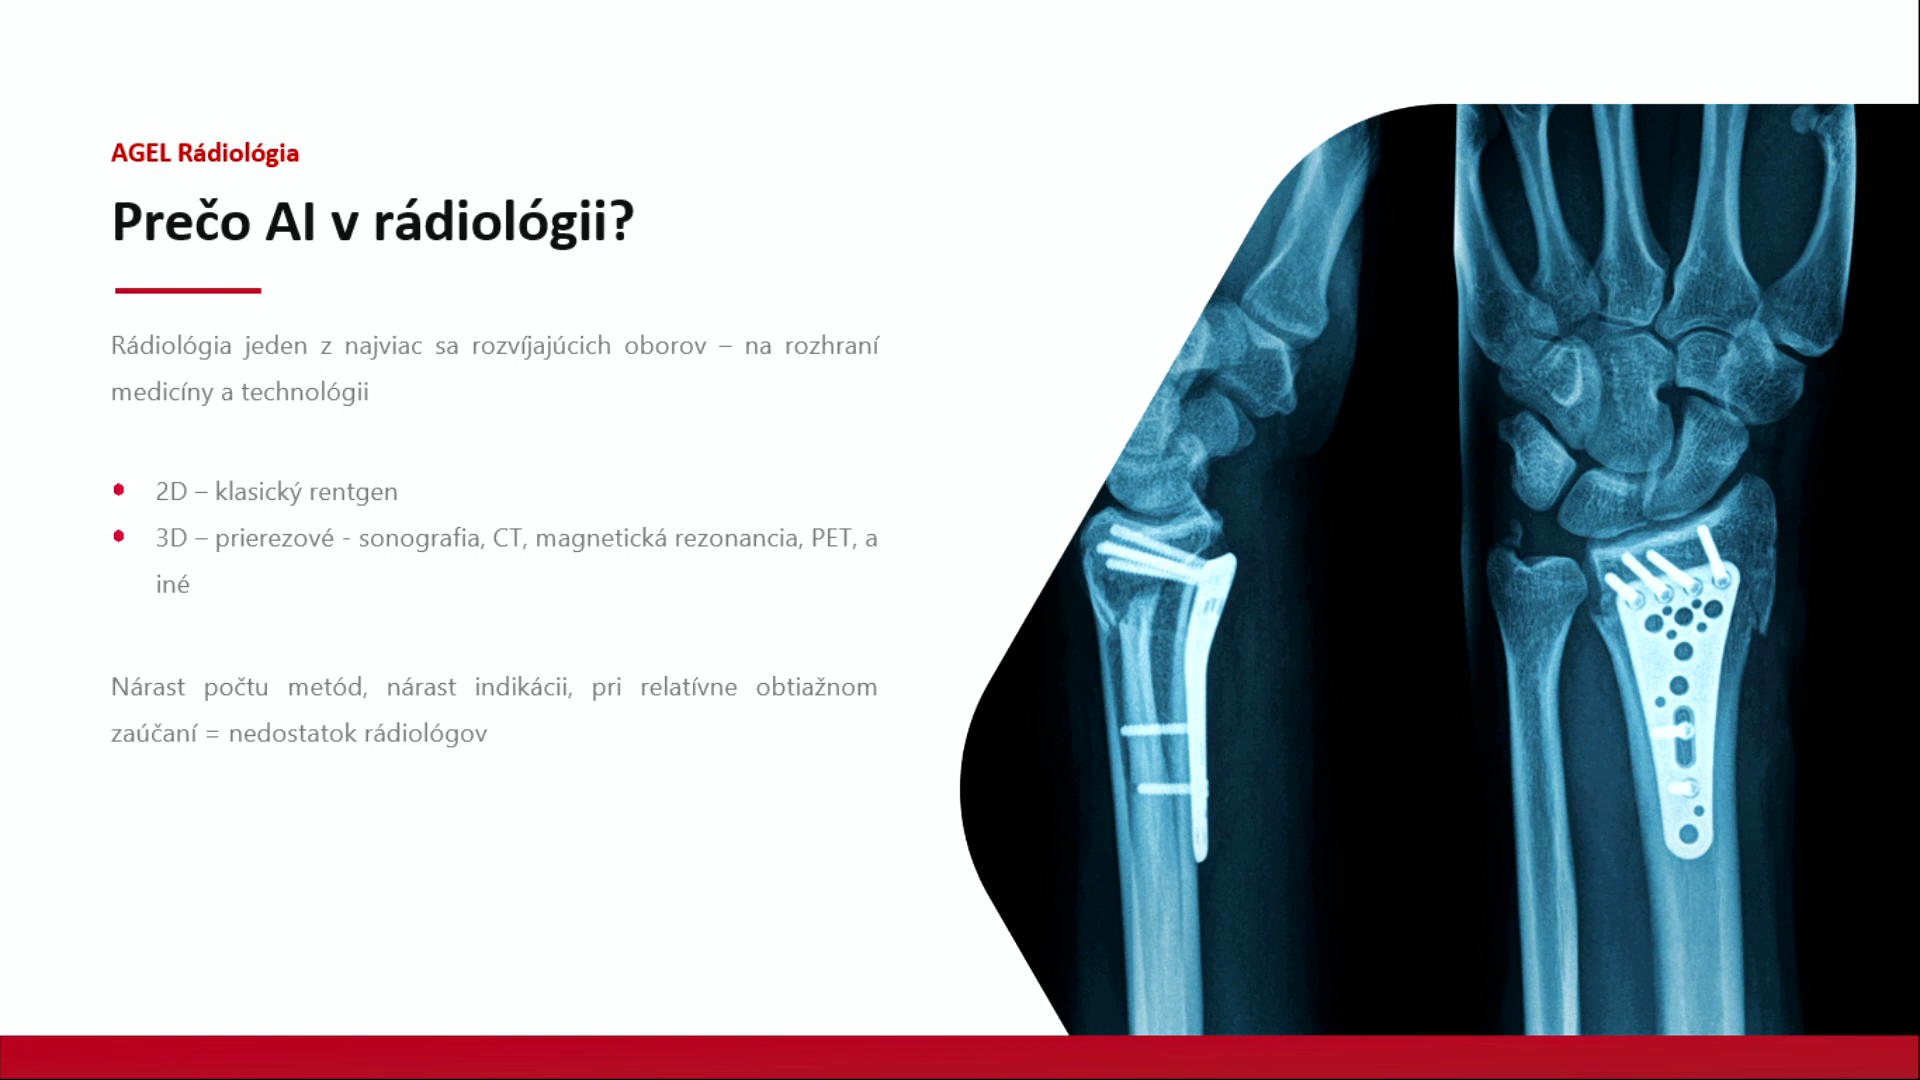 AGEL Rádiológia
Prečo AI v rádiológii?
Rádiológia jeden z najviac sa rozvíjajúcich oborov – na rozhraní
medicíny a technológii
2D – klasický rentgen
3D – prierezové - sonografia, CT, magnetická rezonancia, PET, a
iné
Nárast počtu metód, nárast indikácii, pri relatívne obtiažnom
zaúčaní = nedostatok rádiológov